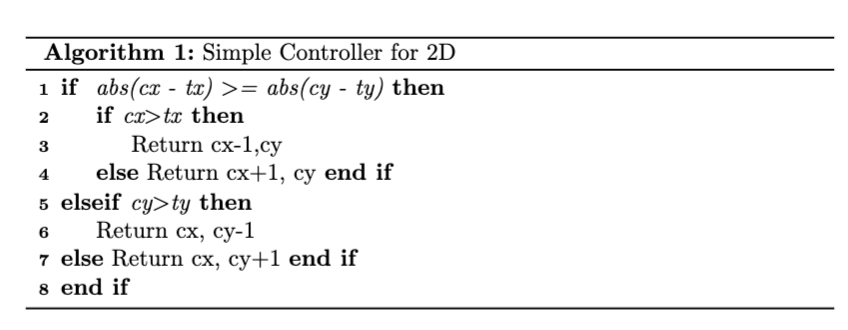 Algorithm 1: Simple Controller for 2D
1 if abs(cx - tx) >= abs(cy - ty) then
2 if cx>tx then
3 Return cx-1,cy
4 else Return cx+1, cy end if
5 elseif cy>ty then
6 Return cx, cy-1
7 else Return cx, cy+1 end if
8 end if